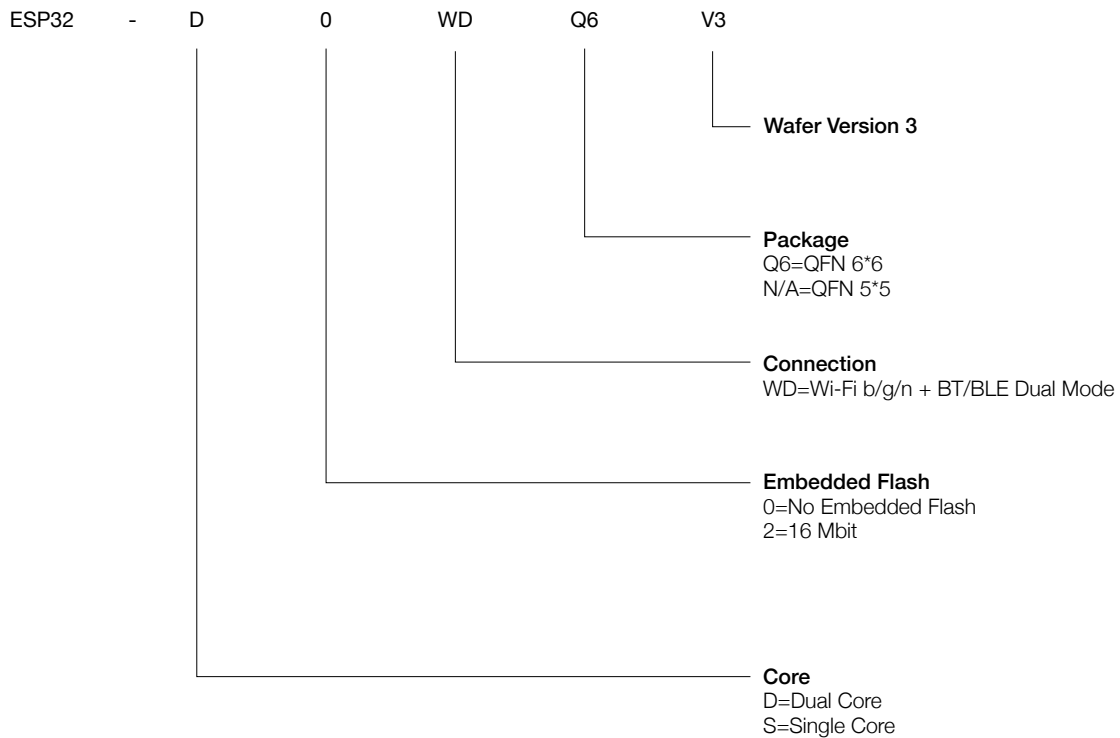 ESP32 - D 0 WD Q6 V3
Wafer Version 3
Package
Q6=QFN 6*6
N/A=QFN 5*5
Connection
WD=Wi-Fi b/g/n + BT/BLE Dual Mode
Embedded Flash
0=No Embedded Flash
2=16 Mbit
Core
D=Dual Core
S=Single Core